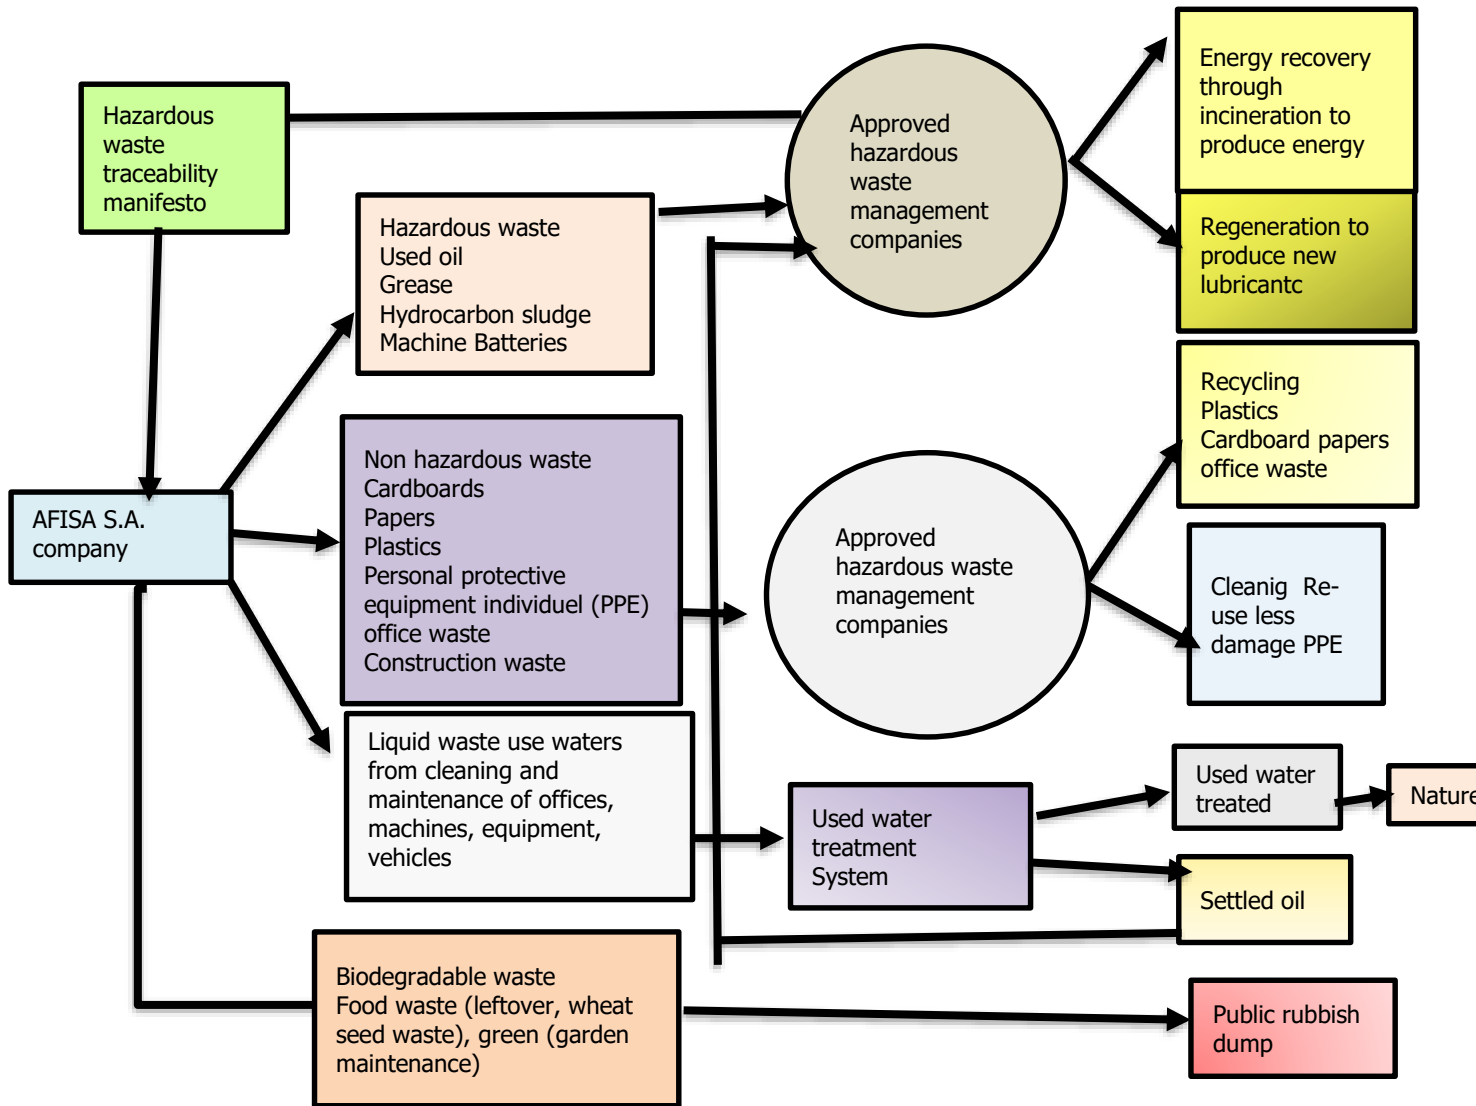 Hazardous
waste
traceability
manifesto
AFISA S.A.
company
Hazardous waste
Used oil
Grease
Hydrocarbon sludge
Machine Batteries
Non hazardous waste
Cardboards
Papers
Plastics
Personal protective
equipment individuel (PPE)
office waste
Construction waste
Liquid waste use waters
from cleaning and
maintenance of offices,
machines, equipment,
vehicles
Biodegradable waste
Food waste (leftover, wheat
seed waste), green (garden
maintenance)
Approved
hazardous
waste
management
companies
Approved
hazardous waste
management
companies
Used water
treatment
System
Energy recovery
through
incineration to
produce energy
Regeneration to
produce new
lubricantc
Recycling
Plastics
Cardboard papers
office waste
Cleanig Re-
use less
damage PPE
Used water
treated
Nature
Settled oil
Public rubbish
dump